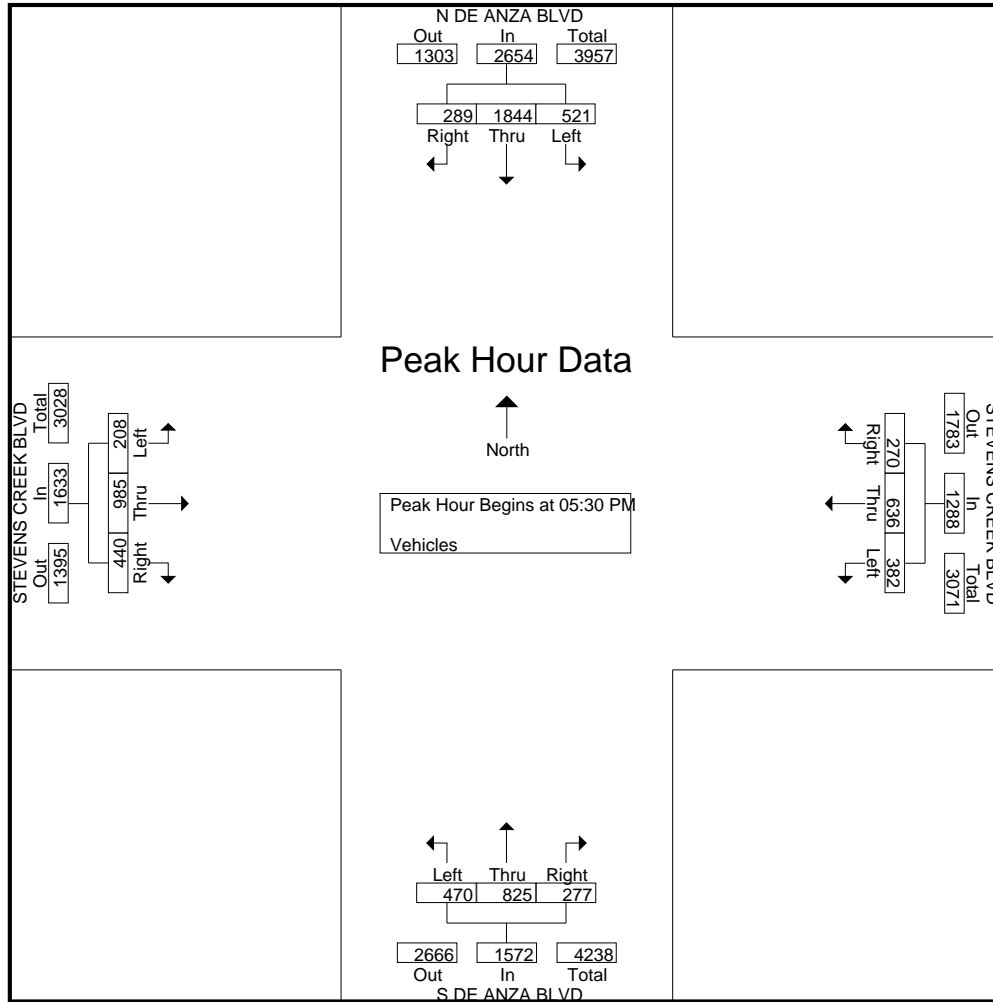 N DE ANZA BLVD
Out In Total
1303 2654 3957
289 1844 521
Right Thru Left
Peak Hour Data
North
Peak Hour Begins at 05:30 PM
Vehicles
STEVENS CREEK BLVD
Total In Out
3028 1633 1395
208 985 440
Left Thru Right
270 636 382
Right Thru Left
1783 1288 3071
Out In Total
STEVENS CREEK BLVD
Left Thru Right
470 825 277
2666 1572 4238
Out In Total
S DE ANZA BLVD